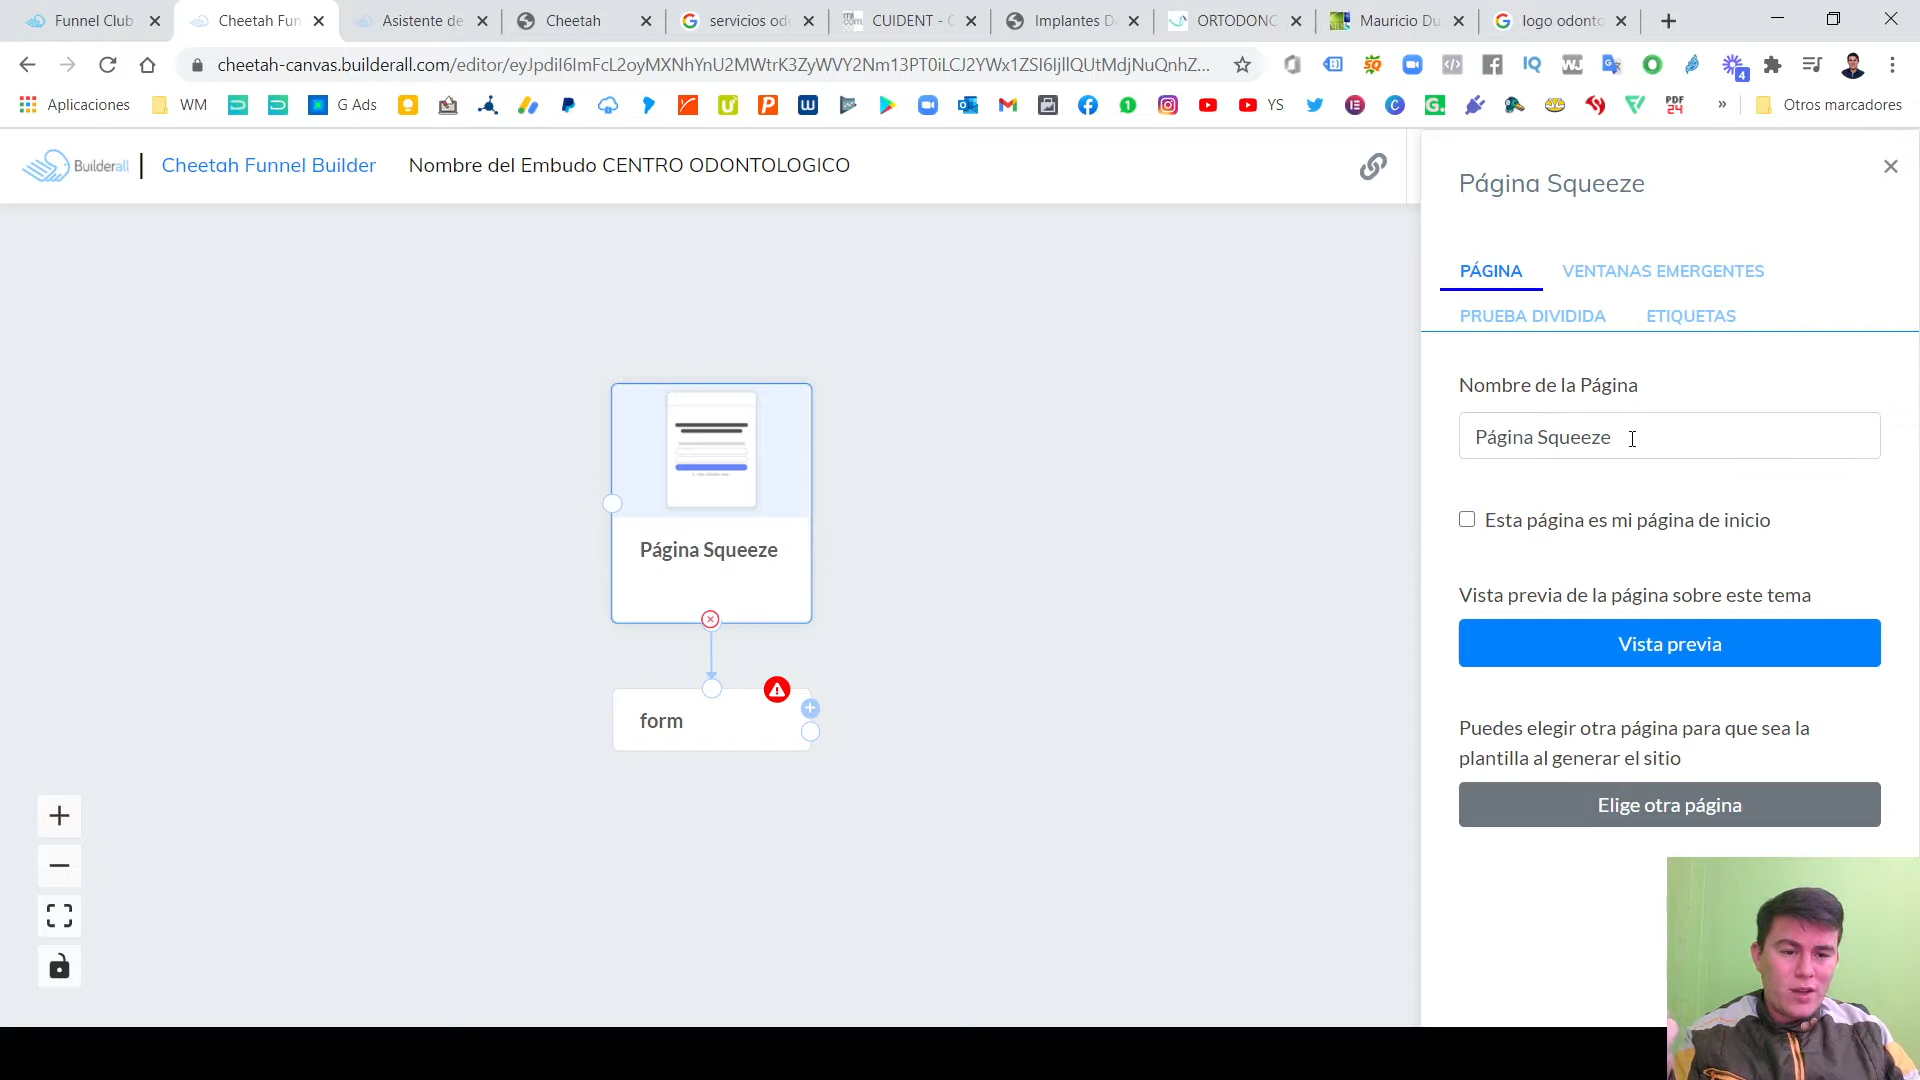 Funnel Club
Cheetah Fun
Asistente de
Cheetah
servicios od
CUIDENT - C
Implantes D
ORTODONC
Mauricio Du
logo odonto
cheetah-canvas.builderall.com/editor/eyJpdiI6ImFcL2oyMXNhYnU2MWtrK3ZyWVY2Nm13PT0iLCJ2YWx1ZSI6IjllQUtMdjNuQnhZ...
Aplicaciones
WM
G Ads
YS
Otros marcadores
Builderall
Cheetah Funnel Builder
Nombre del Embudo CENTRO ODONTOLOGICO
Página Squeeze
PÁGINA
VENTANAS EMERGENTES
PRUEBA DIVIDIDA
ETIQUETAS
Nombre de la Página
Página Squeeze
Esta página es mi página de inicio
Vista previa de la página sobre este tema
Vista previa
Puedes elegir otra página para que sea la
plantilla al generar el sitio
Elige otra página
Página Squeeze
form